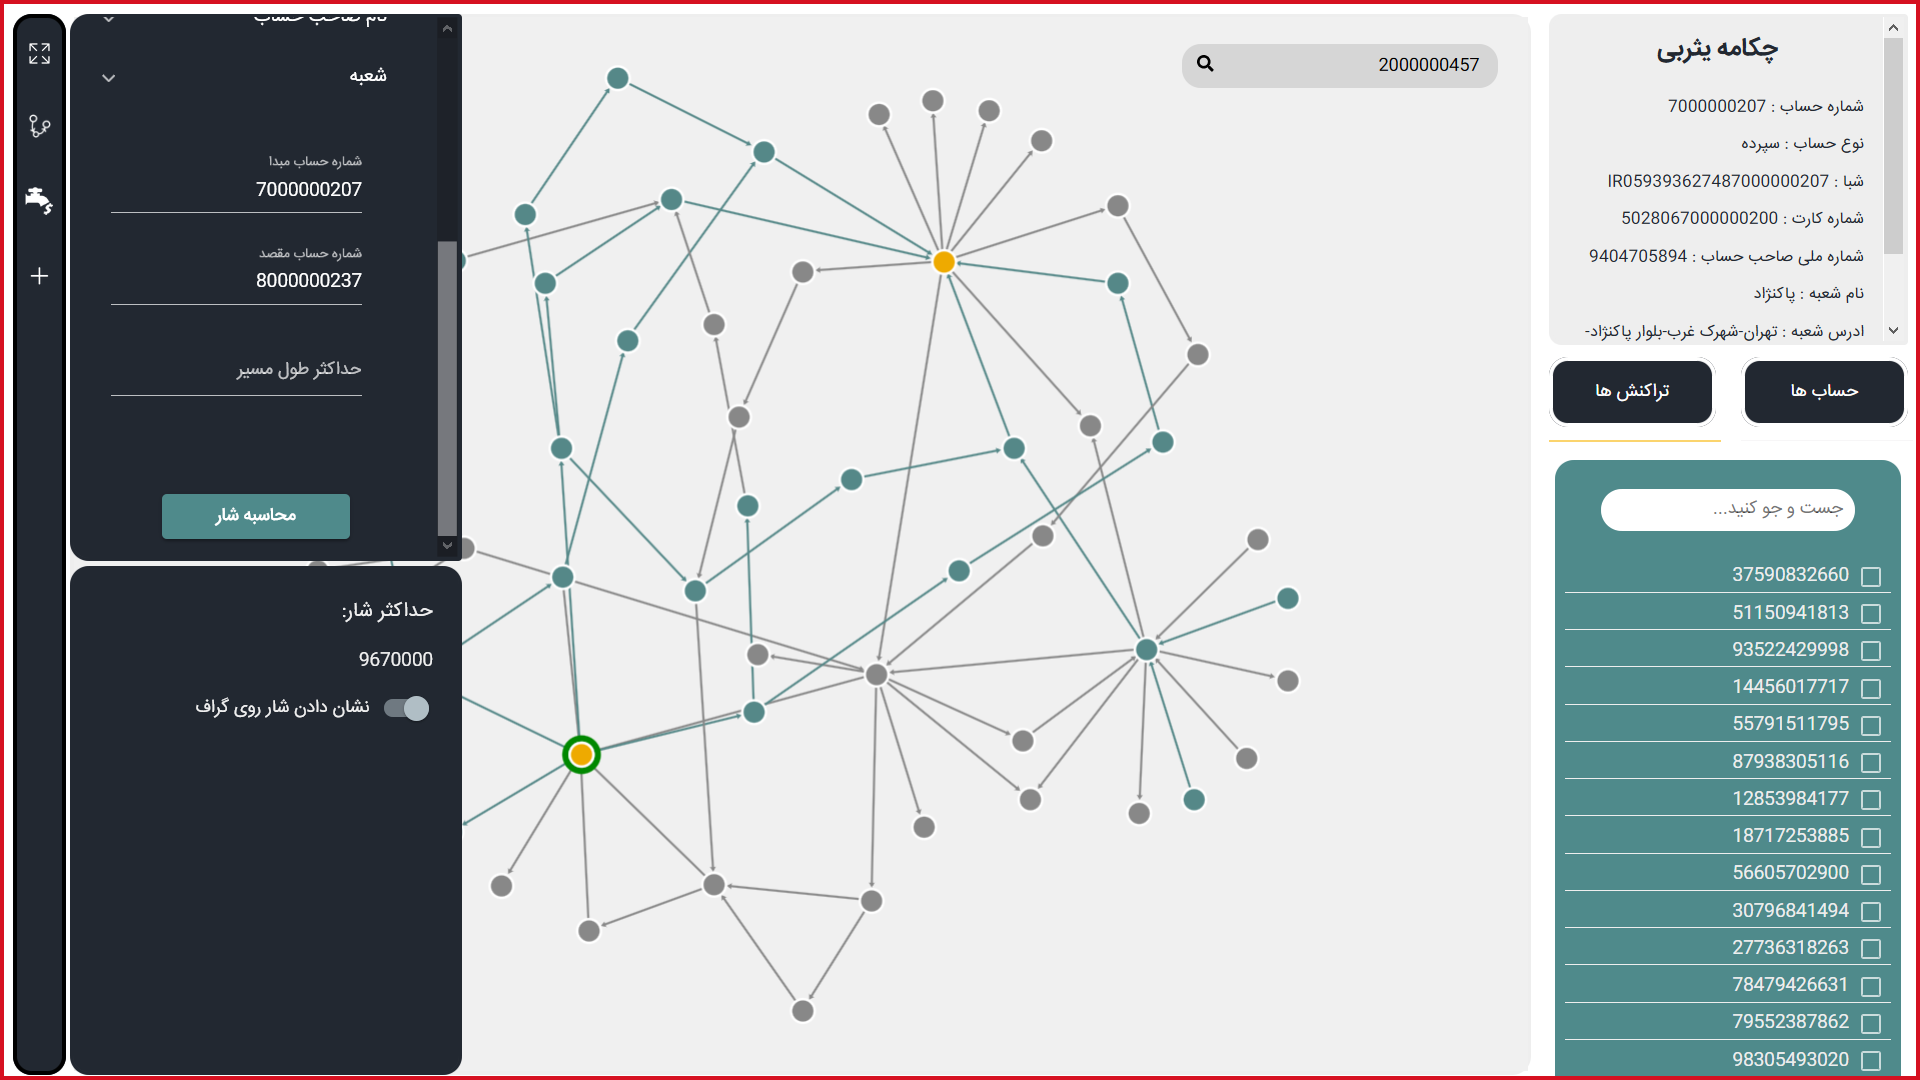 نام صاحب حساب
شعبه
شماره حساب مبدا
7000000207
شماره حساب مقصد
8000000237
حداکثر طول مسیر
محاسبه شار
حداکثر شار:
9670000
نشان دادن شار روی گراف
2000000457
چکامه یثربی
شماره حساب : 7000000207
نوع حساب : سپرده
شبا : IR059393627487000000207
شماره کارت : 5028067000000200
شماره ملی صاحب حساب : 9404705894
نام شعبه : پاکنژاد
ادرس شعبه : تهران-شهرک غرب-بلوار پاکنژاد-
تراکنش ها
حساب ها
جست و جو کنید...
37590832660
51150941813
93522429998
14456017717
55791511795
87938305116
12853984177
18717253885
56605702900
30796841494
27736318263
78479426631
79552387862
98305493020